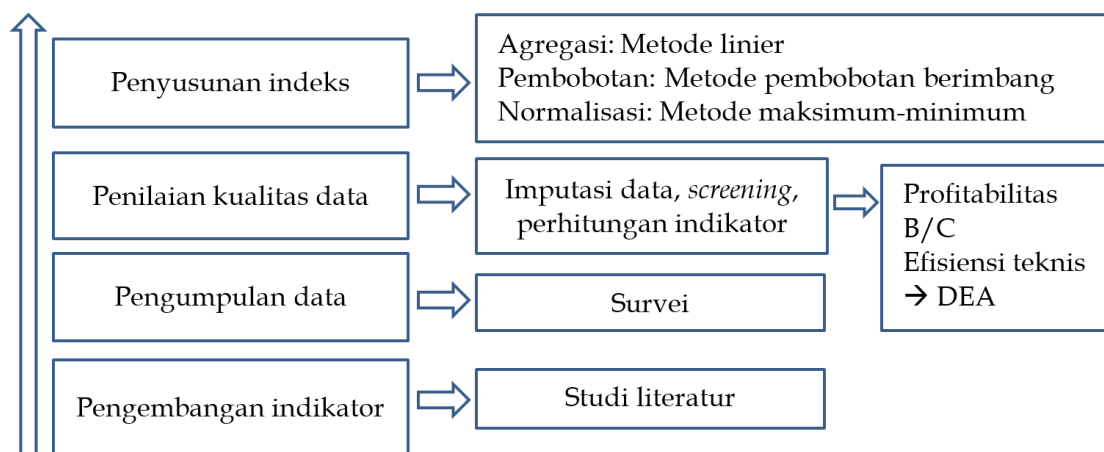 Penyusunan indeks
Agregasi: Metode linier
Pembobotan: Metode pembobotan berimbang
Normalisasi: Metode maksimum-minimum
Penilaian kualitas data
Imputasi data, screening,
perhitungan indikator
Profitabilitas
B/C
Efisiensi teknis
→ DEA
Pengumpulan data
Survei
Pengembangan indikator
Studi literatur